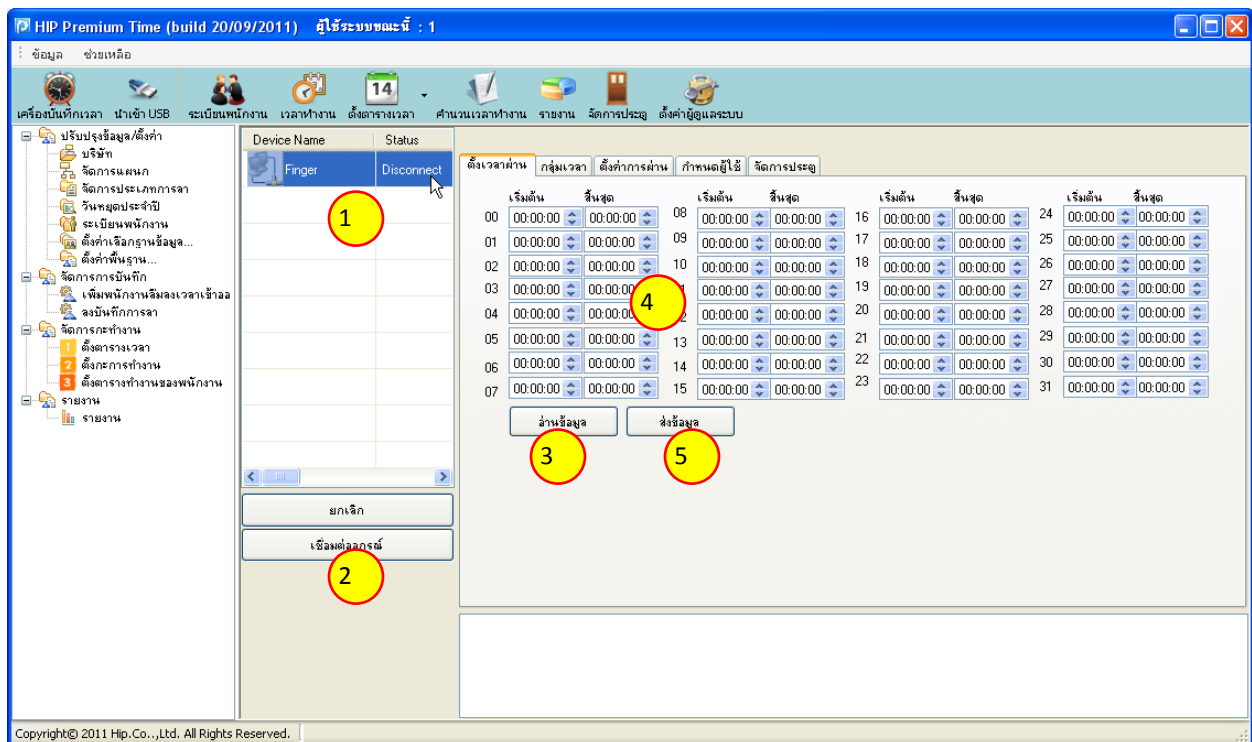 HIP Premium Time (build 20/09/2011) ผู้ใช้ระบบขณะนี้ : 1
ข้อมูล ช่วยเหลือ
14
เครื่องบันทึกเวลา นำเข้า USB ระเบียนพนักงาน เวลาทำงาน ตั้งตารางเวลา คำนวนเวลาทำงาน รายงาน จัดการประตู ตั้งค่าผู้ดูแลระบบ
ปรับปรุงข้อมูล/ตั้งค่า
บริษัท
จัดการแผนก
จัดการประเภทการลา
วันหยุดประจำปี
ระเบียนพนักงาน
ตั้งค่าเลือกฐานข้อมูล...
ตั้งค่าพื้นฐาน...
จัดการการบันทึก
เพิ่มพนักงานลืมลงเวลาเข้าออ
ลงบันทึกการลา
จัดการกะทำงาน
1 ตั้งตารางเวลา
2 ตั้งกะการทำงาน
3 ตั้งตารางทำงานของพนักงาน
รายงาน
รายงาน
Device Name Status
Finger Disconnect
1
ยกเลิก
เชื่อมต่ออกรณ์
2
ตั้งเวลาผ่าน กลุ่มเวลา ตั้งค่าการผ่าน กำหนดผู้ใช้ จัดการประตู
เริ่มต้น สิ้นสุด เริ่มต้น สิ้นสุด เริ่มต้น สิ้นสุด เริ่มต้น สิ้นสุด
00 00:00:00 00:00:00 08 00:00:00 00:00:00 16 00:00:00 00:00:00 24 00:00:00 00:00:00
01 00:00:00 00:00:00 09 00:00:00 00:00:00 17 00:00:00 00:00:00 25 00:00:00 00:00:00
02 00:00:00 00:00:00 10 00:00:00 00:00:00 18 00:00:00 00:00:00 26 00:00:00 00:00:00
03 00:00:00 00:00:00 00:00:00 00:00:00 19 00:00:00 00:00:00 27 00:00:00 00:00:00
4
04 00:00:00 00:00:00 00:00:00 00:00:00 20 00:00:00 00:00:00 28 00:00:00 00:00:00
05 00:00:00 00:00:00 13 00:00:00 00:00:00 21 00:00:00 00:00:00 29 00:00:00 00:00:00
06 00:00:00 00:00:00 14 00:00:00 00:00:00 22 00:00:00 00:00:00 30 00:00:00 00:00:00
07 00:00:00 00:00:00 15 00:00:00 00:00:00 23 00:00:00 00:00:00 31 00:00:00 00:00:00
อ่านข้อมูล ส่งข้อมูล
3 5
Copyright© 2011 Hip.Co..,Ltd. All Rights Reserved.